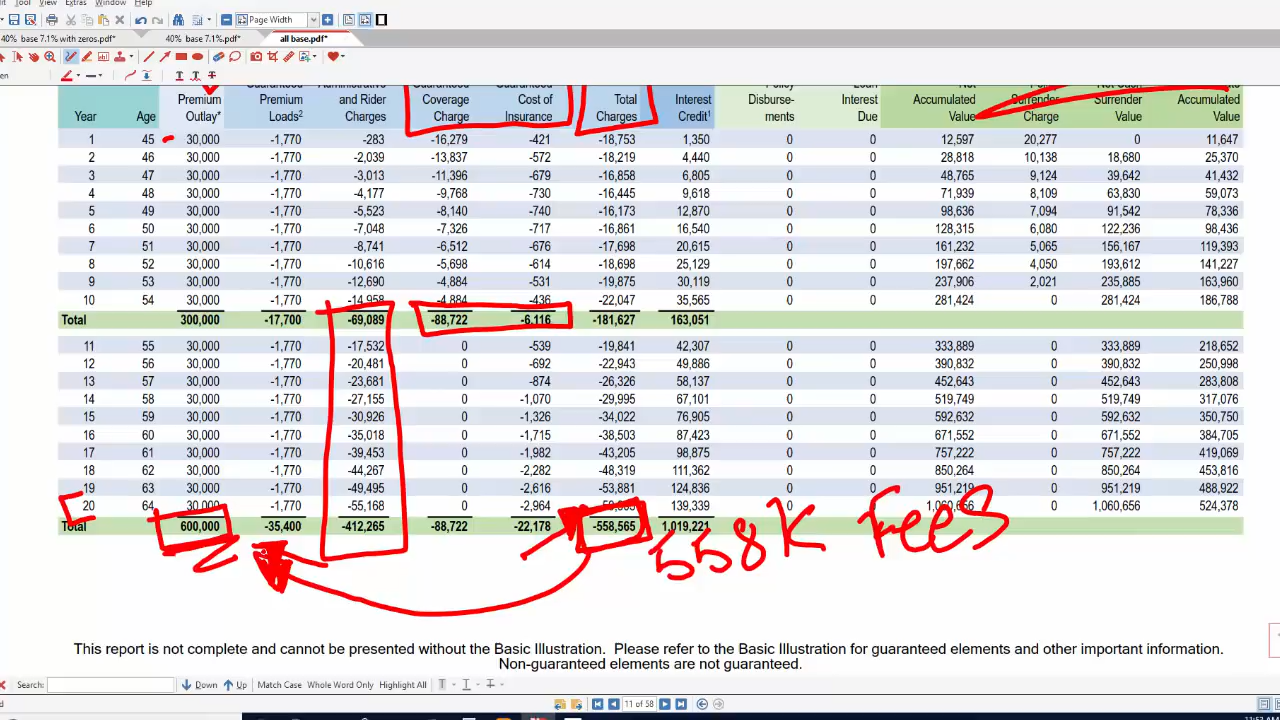 Tool View Extras Window Help
Page Width
40% base 7.1% with zeros.pdf* 40% base 7.1%.pdf* all base.pdf*
Year Age Premium Outlay* Premium Loads² and Rider Charges Coverage Charge Cost of Insurance Total Charges Interest Credit¹ Policy Disburse-ments Loan Interest Due Accumulated Value Surrender Charge Surrender Value Accumulated Value
1 45 30,000 -1,770 -283 -16,279 -421 -18,753 1,350 0 0 12,597 20,277 0 11,647
2 46 30,000 -1,770 -2,039 -13,837 -572 -18,219 4,440 0 0 28,818 10,138 18,680 25,370
3 47 30,000 -1,770 -3,013 -11,396 -679 -16,858 6,805 0 0 48,765 9,124 39,642 41,432
4 48 30,000 -1,770 -4,177 -9,768 -730 -16,445 9,618 0 0 71,939 8,109 63,830 59,073
5 49 30,000 -1,770 -5,523 -8,140 -740 -16,173 12,870 0 0 98,636 7,094 91,542 78,336
6 50 30,000 -1,770 -7,048 -7,326 -717 -16,861 16,540 0 0 128,315 6,080 122,236 98,436
7 51 30,000 -1,770 -8,741 -6,512 -676 -17,698 20,615 0 0 161,232 5,065 156,167 119,393
8 52 30,000 -1,770 -10,616 -5,698 -614 -18,698 25,129 0 0 197,662 4,050 193,612 141,227
9 53 30,000 -1,770 -12,690 -4,884 -531 -19,875 30,119 0 0 237,906 2,021 235,885 163,960
10 54 30,000 -1,770 -14,958 -4,884 -436 -22,047 35,565 0 0 281,424 0 281,424 186,788
Total 300,000 -17,700 -69,089 -88,722 -6,116 -181,627 163,051
11 55 30,000 -1,770 -17,532 0 -539 -19,841 42,307 0 0 333,889 0 333,889 218,652
12 56 30,000 -1,770 -20,481 0 -692 -22,943 49,886 0 0 390,832 0 390,832 250,998
13 57 30,000 -1,770 -23,681 0 -874 -26,326 58,137 0 0 452,643 0 452,643 283,808
14 58 30,000 -1,770 -27,155 0 -1,070 -29,995 67,101 0 0 519,749 0 519,749 317,076
15 59 30,000 -1,770 -30,926 0 -1,326 -34,022 76,905 0 0 592,632 0 592,632 350,750
16 60 30,000 -1,770 -35,018 0 -1,715 -38,503 87,423 0 0 671,552 0 671,552 384,705
17 61 30,000 -1,770 -39,453 0 -1,982 -43,205 98,875 0 0 757,222 0 757,222 419,069
18 62 30,000 -1,770 -44,267 0 -2,282 -48,319 111,362 0 0 850,264 0 850,264 453,816
19 63 30,000 -1,770 -49,495 0 -2,616 -53,881 124,836 0 0 951,219 0 951,219 488,922
20 64 30,000 -1,770 -55,168 0 -2,964 139,339 0 0 1,060,656 0 1,060,656 524,378
Total 600,000 -35,400 -412,265 -88,722 -22,178 -558,565 1,019,221
558K Fees
This report is not complete and cannot be presented without the Basic Illustration. Please refer to the Basic Illustration for guaranteed elements and other important information.
Non-guaranteed elements are not guaranteed.
Search: Down Up Match Case Whole Word Only Highlight All
11 of 58